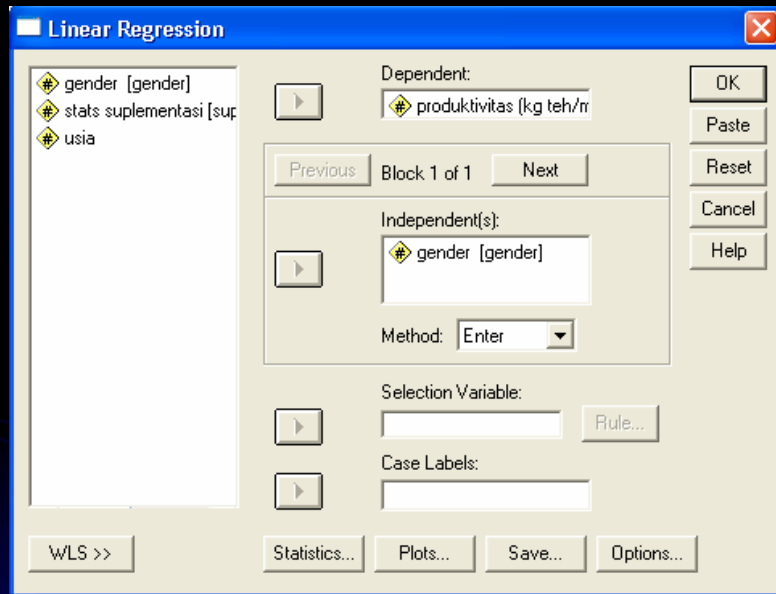 Linear Regression
gender [gender]
stats suplementasi [sup
usia
Dependent:
produktivitas (kg teh/m
Previous
Block 1 of 1
Next
Independent(s):
gender [gender]
Method:
Enter
Selection Variable:
Rule...
Case Labels:
WLS >>
Statistics...
Plots...
Save...
Options...
OK
Paste
Reset
Cancel
Help